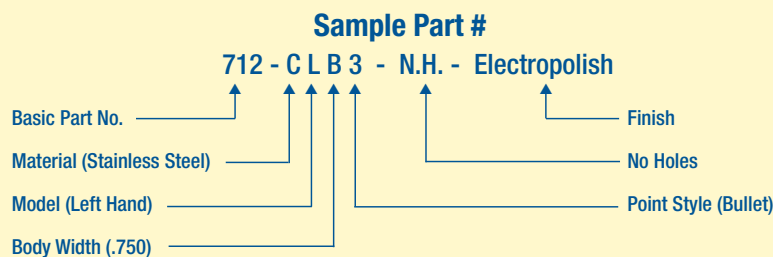 Sample Part #
712 - C L B 3 - N.H. - Electropolish
Basic Part No.
Finish
Material (Stainless Steel)
No Holes
Model (Left Hand)
Point Style (Bullet)
Body Width (.750)